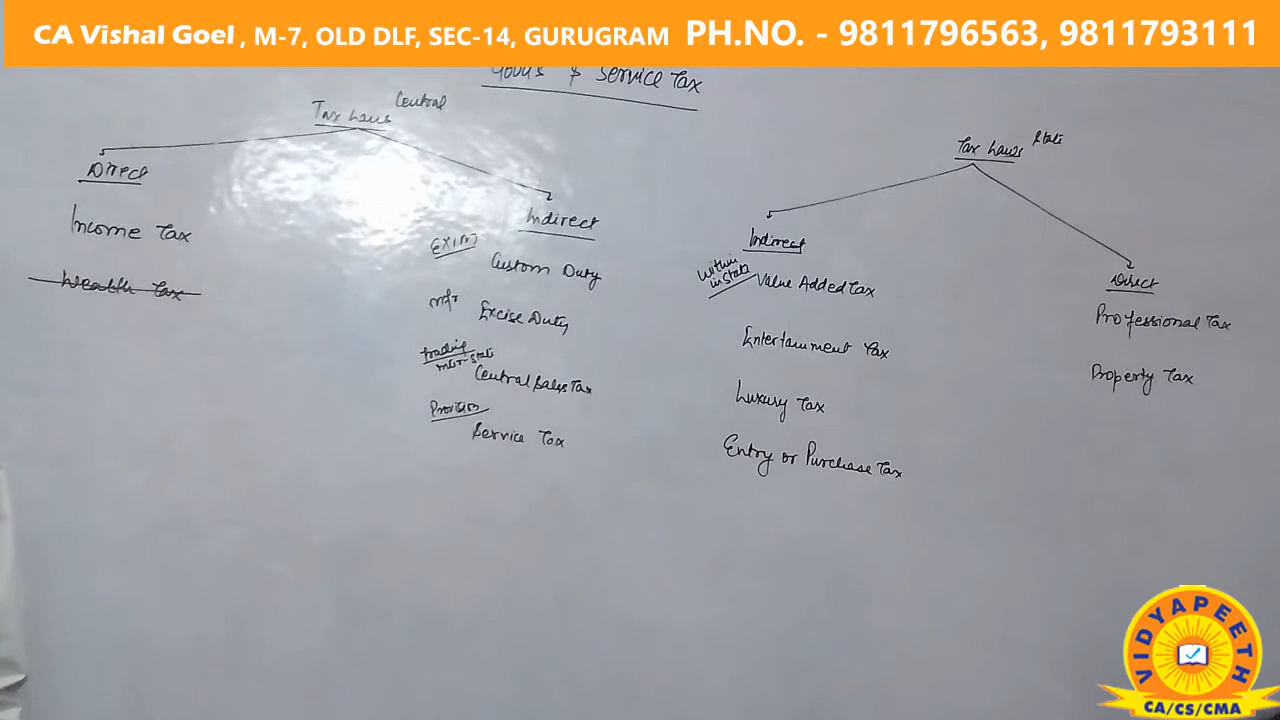 CA Vishal Goel , M-7, OLD DLF, SEC-14, GURUGRAM PH.NO. - 9811796563, 9811793111
Goods & Service Tax
Tax Laws Central
Direct
Income Tax
Wealth Tax
Indirect
EXIM
Custom Duty
Mfr
Excise Duty
Trading
Inter-State
Central Sales Tax
Provision
Service Tax
Tax Laws State
Indirect
Within
in State
Value Added Tax
Entertainment Tax
Luxury Tax
Entry or Purchase Tax
Direct
Professional Tax
Property Tax
VIDYAPEETH
CA/CS/CMA